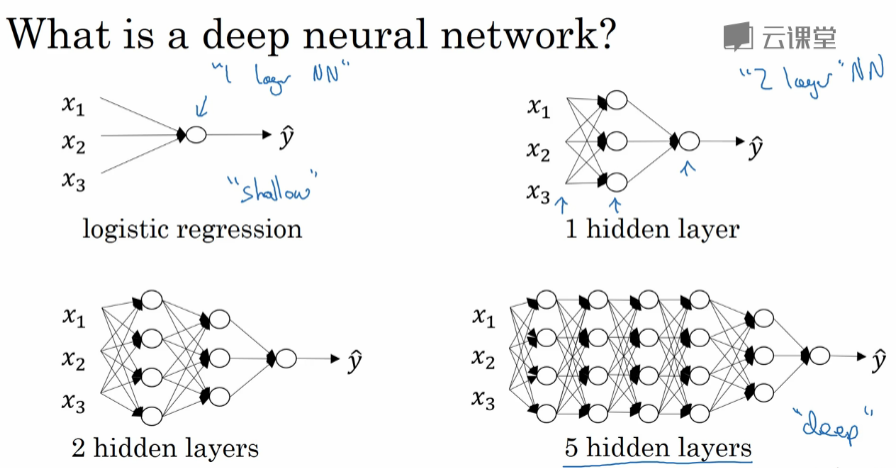 What is a deep neural network?
云课堂
"1 layer NN"
"2 layer" NN
x₁
x₂
x₃
ŷ
"shallow"
logistic regression
x₁
x₂
x₃
ŷ
1 hidden layer
x₁
x₂
x₃
ŷ
2 hidden layers
x₁
x₂
x₃
ŷ
"deep"
5 hidden layers